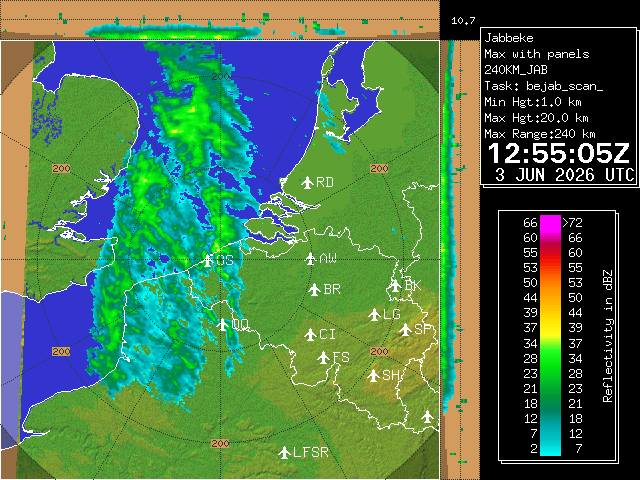 10.7
Jabbeke
Max with panels
240KM_JAB
Task: bejab_scan_
Min Hgt:1.0 km
Max Hgt:20.0 km
Max Range:240 km
12:55:05Z
3 JUN 2026 UTC
200
200
200
200
200
200
RD
OS
AW
BR
BK
LG
QO
CI
SP
FS
SH
LFSR
66 >72
60 66
55 60
53 55
50 53
44 50
39 44
37 39
34 37
28 34
23 28
21 23
18 21
12 18
7 12
2 7
Reflectivity in dBZ